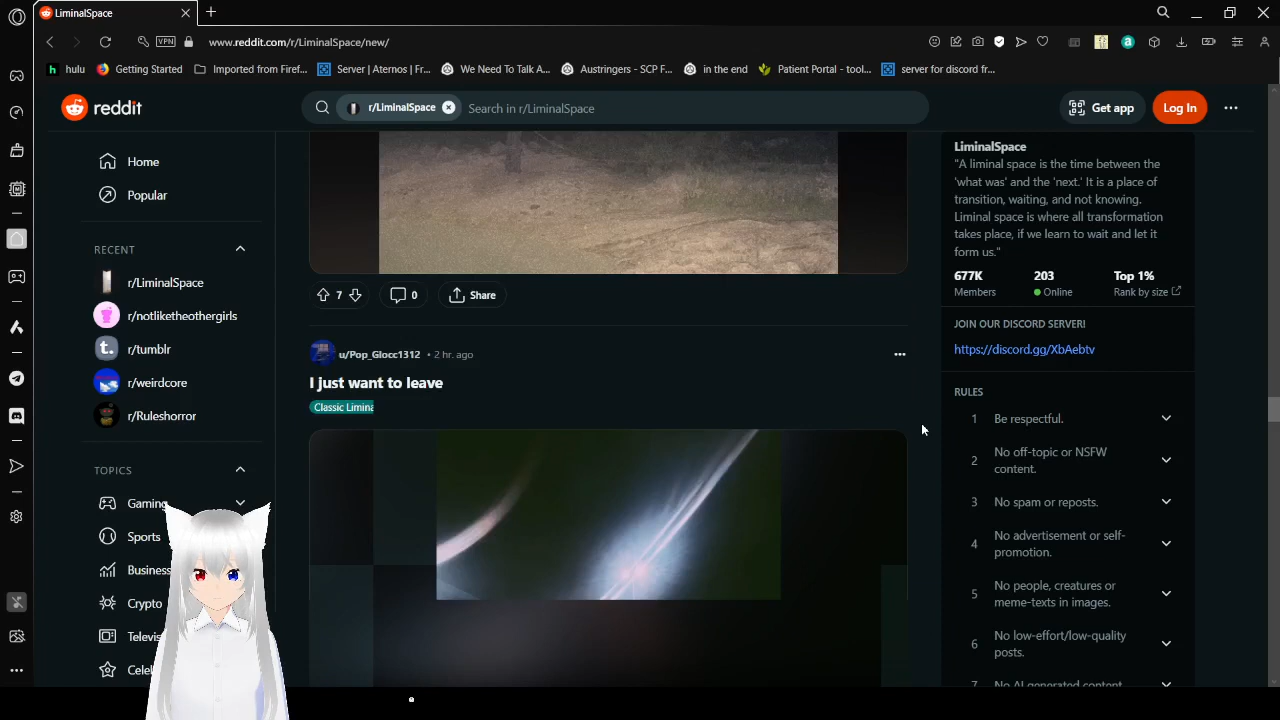 LiminalSpace
VPN
www.reddit.com/r/LiminalSpace/new/
h hulu
Getting Started
Imported from Firef...
Server | Aternos | Fr...
We Need To Talk A...
Austringers - SCP F...
in the end
Patient Portal - tool...
server for discord fr...
reddit
r/LiminalSpace
Search in r/LiminalSpace
Get app
Log In
Home
Popular
RECENT
r/LiminalSpace
r/notliketheothergirls
r/tumblr
r/weirdcore
r/Ruleshorror
TOPICS
Gaming
Sports
Business
Crypto
Televi
Celeb
7
0
Share
u/Pop_Glocc1312 • 2 hr. ago
I just want to leave
Classic Limina
LiminalSpace
"A liminal space is the time between the
'what was' and the 'next.' It is a place of
transition, waiting, and not knowing.
Liminal space is where all transformation
takes place, if we learn to wait and let it
form us."
677K
Members
203
Online
Top 1%
Rank by size
JOIN OUR DISCORD SERVER!
https://discord.gg/XbAebtv
RULES
1 Be respectful.
2 No off-topic or NSFW
content.
3 No spam or reposts.
4 No advertisement or self-
promotion.
5 No people, creatures or
meme-texts in images.
6 No low-effort/low-quality
posts.
7 No AI generated content